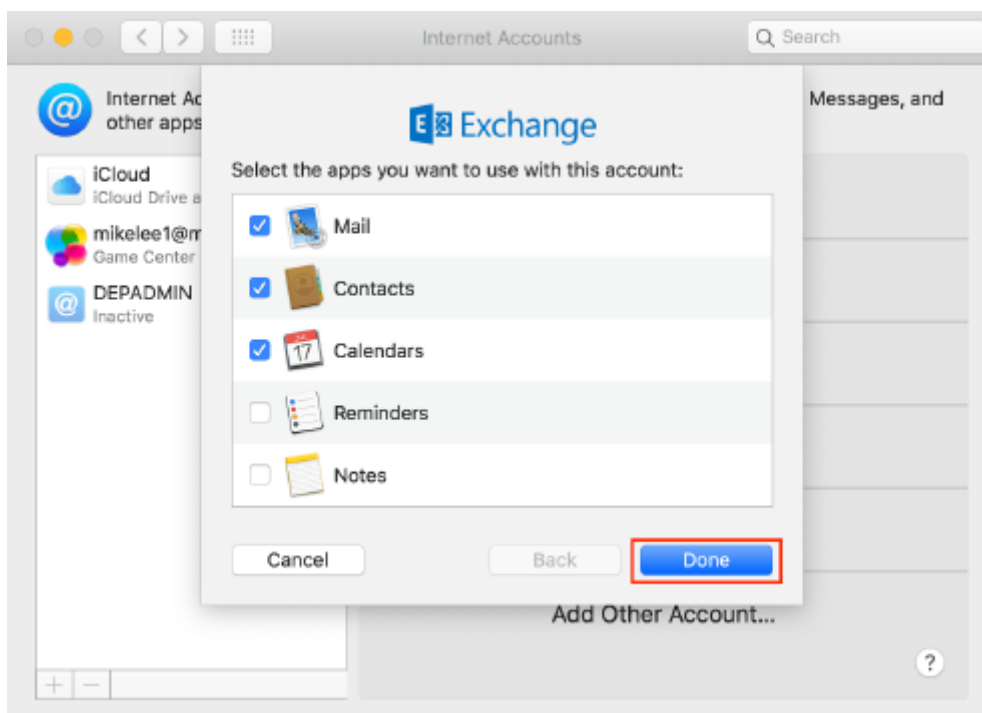 Internet Accounts
Search
Internet Ac
other apps
Messages, and
iCloud
iCloud Drive a
mikelee1@m
Game Center
DEPADMIN
Inactive
E Exchange
Select the apps you want to use with this account:
Mail
Contacts
17
Calendars
Reminders
Notes
Cancel
Back
Done
Add Other Account...
?